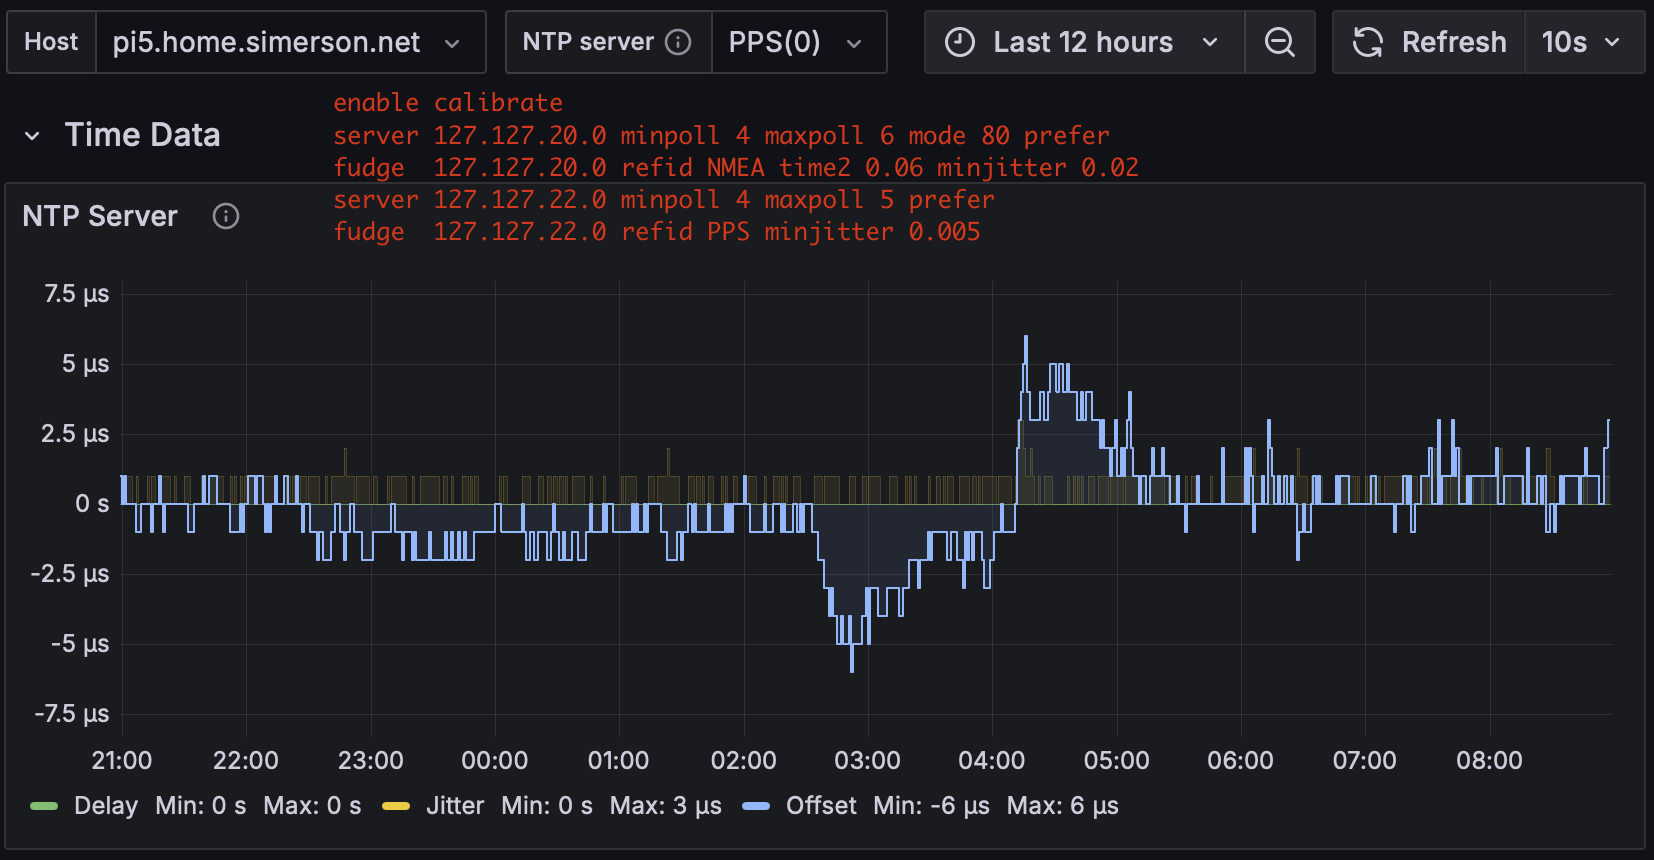 Host pi5.home.simerson.net NTP server PPS(0) Last 12 hours Refresh 10s
enable calibrate
Time Data
server 127.127.20.0 minpoll 4 maxpoll 6 mode 80 prefer
fudge 127.127.20.0 refid NMEA time2 0.06 minjitter 0.02
server 127.127.22.0 minpoll 4 maxpoll 5 prefer
NTP Server
fudge 127.127.22.0 refid PPS minjitter 0.005
7.5 µs
5 µs
2.5 µs
0 s
-2.5 µs
-5 µs
-7.5 µs
21:00 22:00 23:00 00:00 01:00 02:00 03:00 04:00 05:00 06:00 07:00 08:00
Delay Min: 0 s Max: 0 s Jitter Min: 0 s Max: 3 µs Offset Min: -6 µs Max: 6 µs